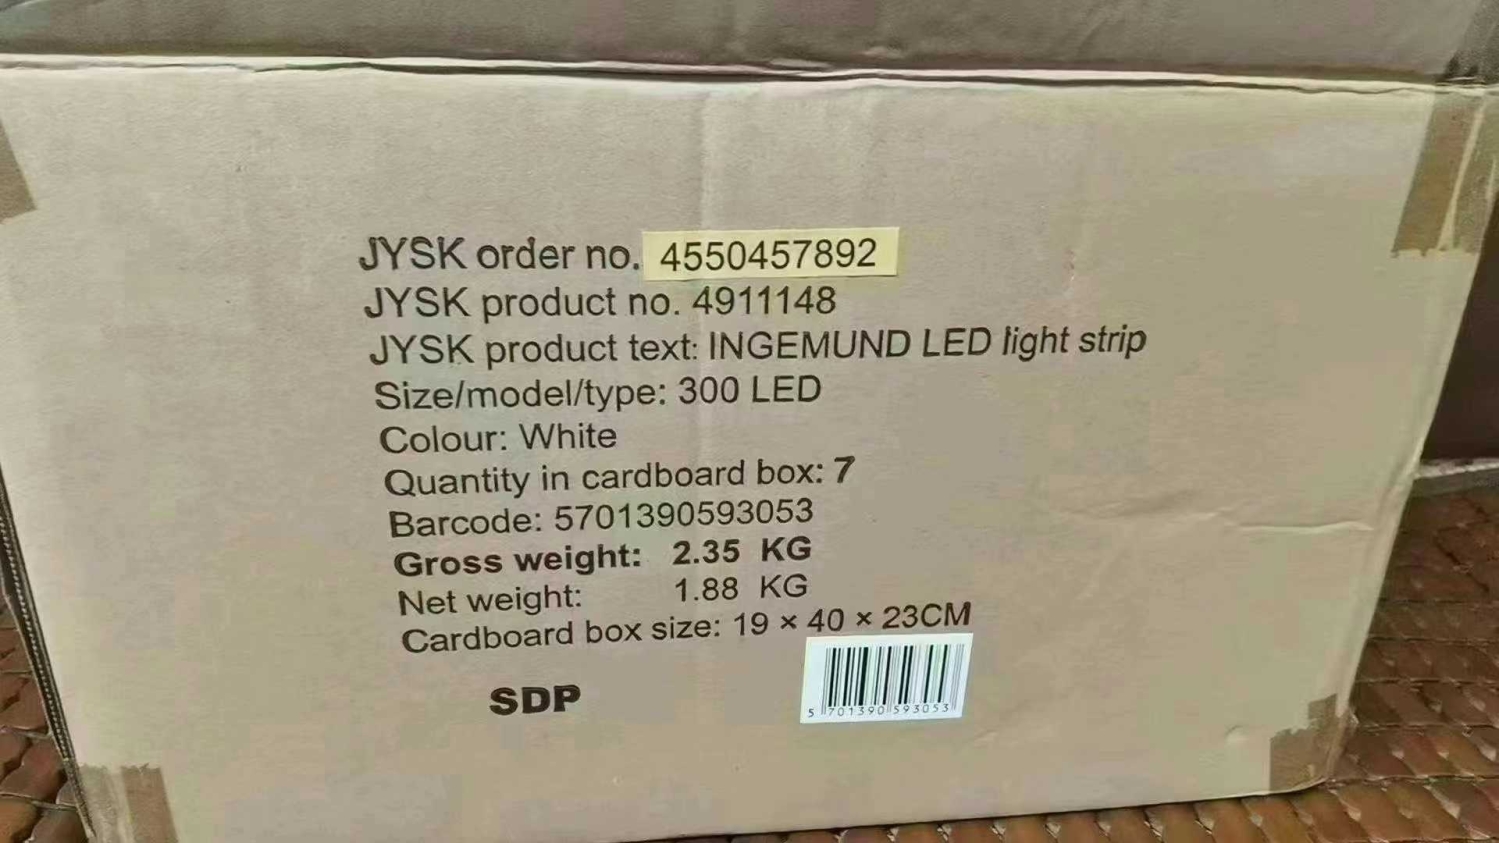 JYSK order no. 4550457892
JYSK product no. 4911148
JYSK product text: INGEMUND LED light strip
Size/model/type: 300 LED
Colour: White
Quantity in cardboard box: 7
Barcode: 5701390593053
Gross weight: 2.35 KG
Net weight: 1.88 KG
Cardboard box size: 19 × 40 × 23CM
SDP
5 701390 593053